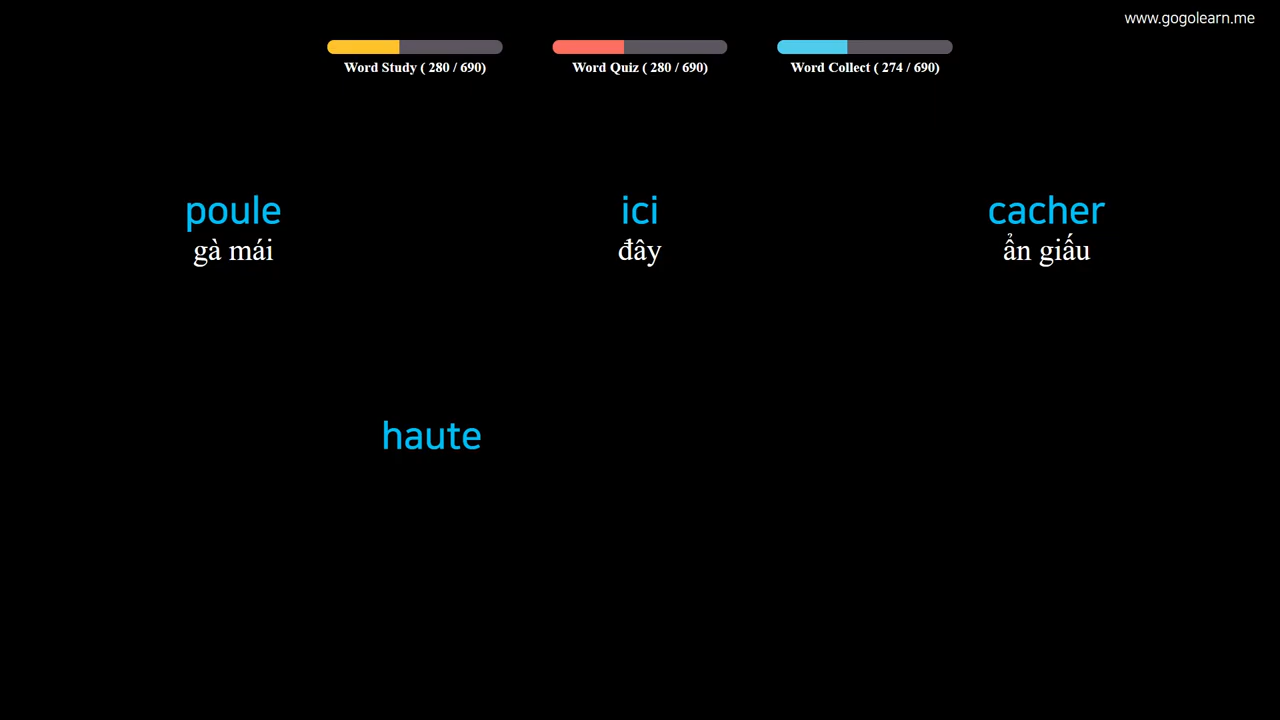 www.gogolearn.me
Word Study ( 280 / 690)
Word Quiz ( 280 / 690)
Word Collect ( 274 / 690)
poule
gà mái
ici
đây
cacher
ẩn giấu
haute